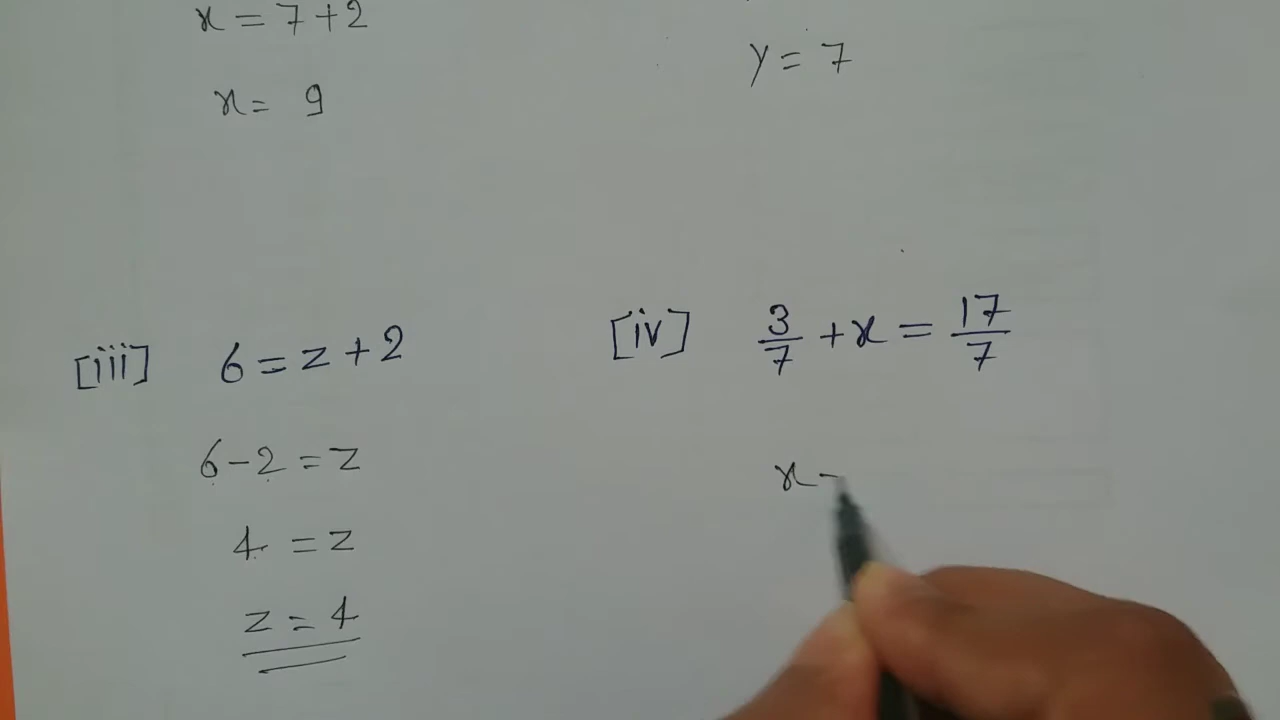 x = 7 + 2
x = 9
y = 7
[iii] 6 = z + 2
6 - 2 = z
4 = z
z = 4
[iv] 3/7 + x = 17/7
x -